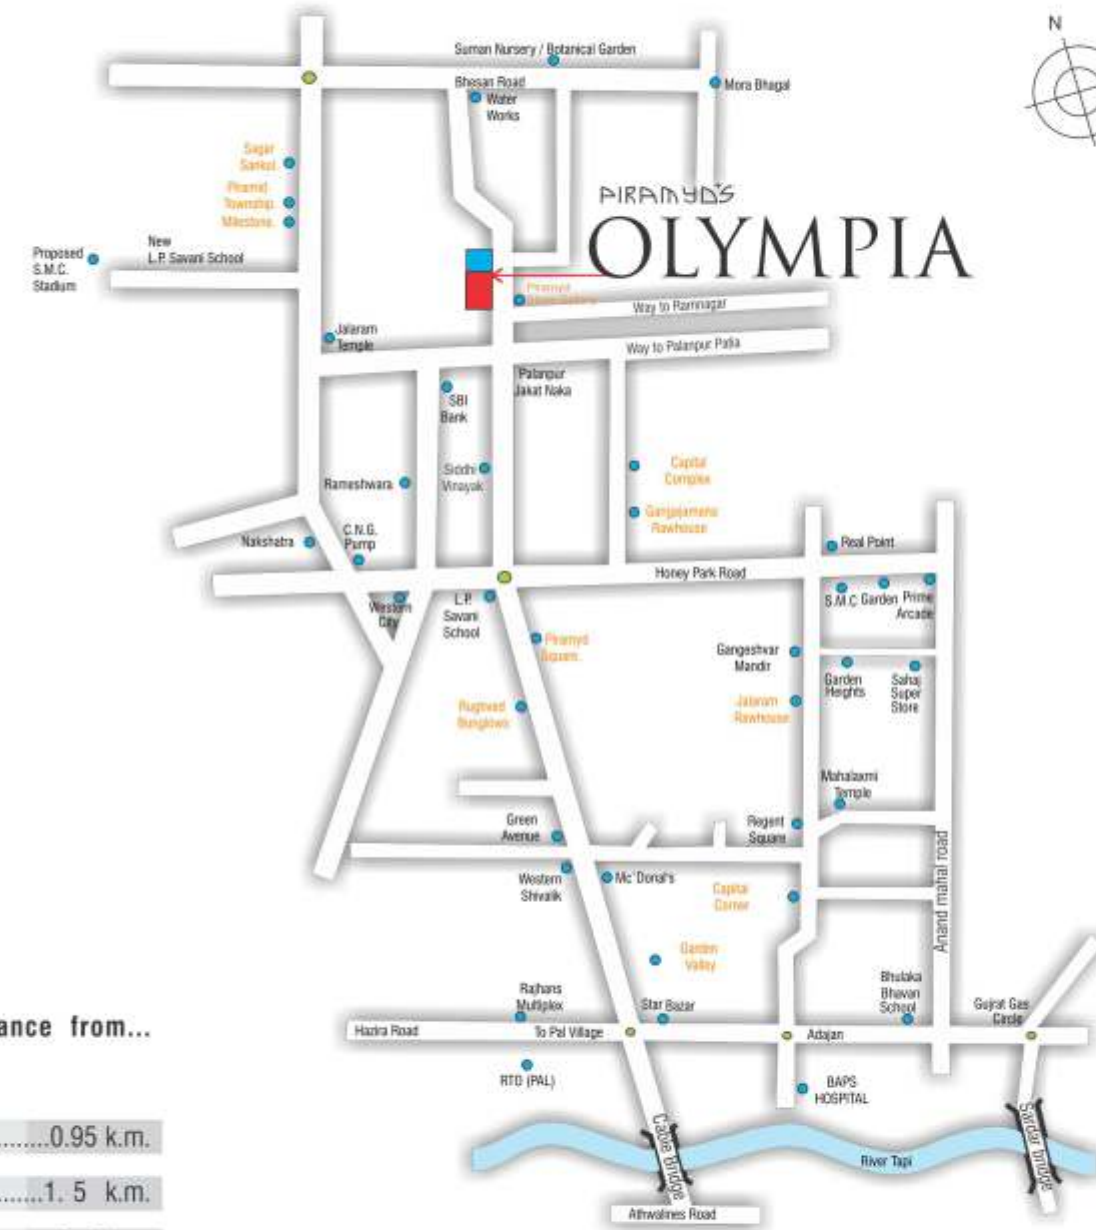 N
Suman Nursery / Botanical Garden
Bhesan Road
Mora Bhagal
Water
Works
Sagar
Sankul
Piramid
Township
Milestone.
PIRAMYD'S
OLYMPIA
New
L.P. Savani School
Proposed
S.M.C.
Stadium
Piramyd
Way to Ramnagar
Jalaram
Temple
Way to Palanpur Patia
Palanpur
Jakat Naka
SBI
Bank
Siddhi
Vinayak
Rameshwara
Capital
Complex
Gangajamana
Rawhouse
Nakshatra
C.N.G.
Pump
Real Point
Honey Park Road
Western
City
L.P.
Savani
School
S.M.C Garden
Prime
Arcade
Piramyd
Square.
Gangeshvar
Mandir
Garden
Heights
Sahaj
Super
Store
Rugved
Bunglows
Jalaram
Rawhouse
Mahalaxmi
Temple
Green
Avenue
Regent
Square
Western
Shivalik
Mc'Donal's
Capital
Corner
Anand mahal road
Garden
Valley
Rajhans
Multiplex
Star Bazar
Bhulaka
Bhavan
School
Gujrat Gas
Circle
ance from...
Hazira Road
To Pal Village
Adajan
RTO (PAL)
BAPS
HOSPITAL
Cable Bridge
Sardar bridge
........0.95 k.m.
River Tapi
.......1. 5 k.m.
Athwalines Road